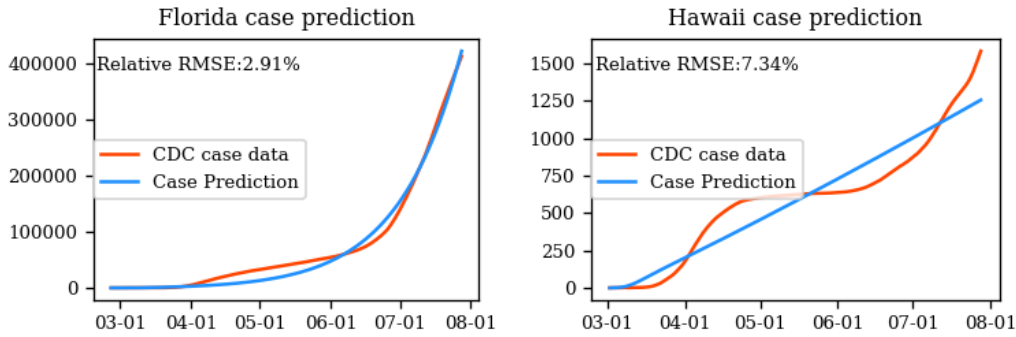 Florida case prediction
400000
300000
200000
100000
0
Relative RMSE:2.91%
CDC case data
Case Prediction
03-01 04-01 05-01 06-01 07-01 08-01
Hawaii case prediction
1500
1250
1000
750
500
250
0
Relative RMSE:7.34%
CDC case data
Case Prediction
03-01 04-01 05-01 06-01 07-01 08-01